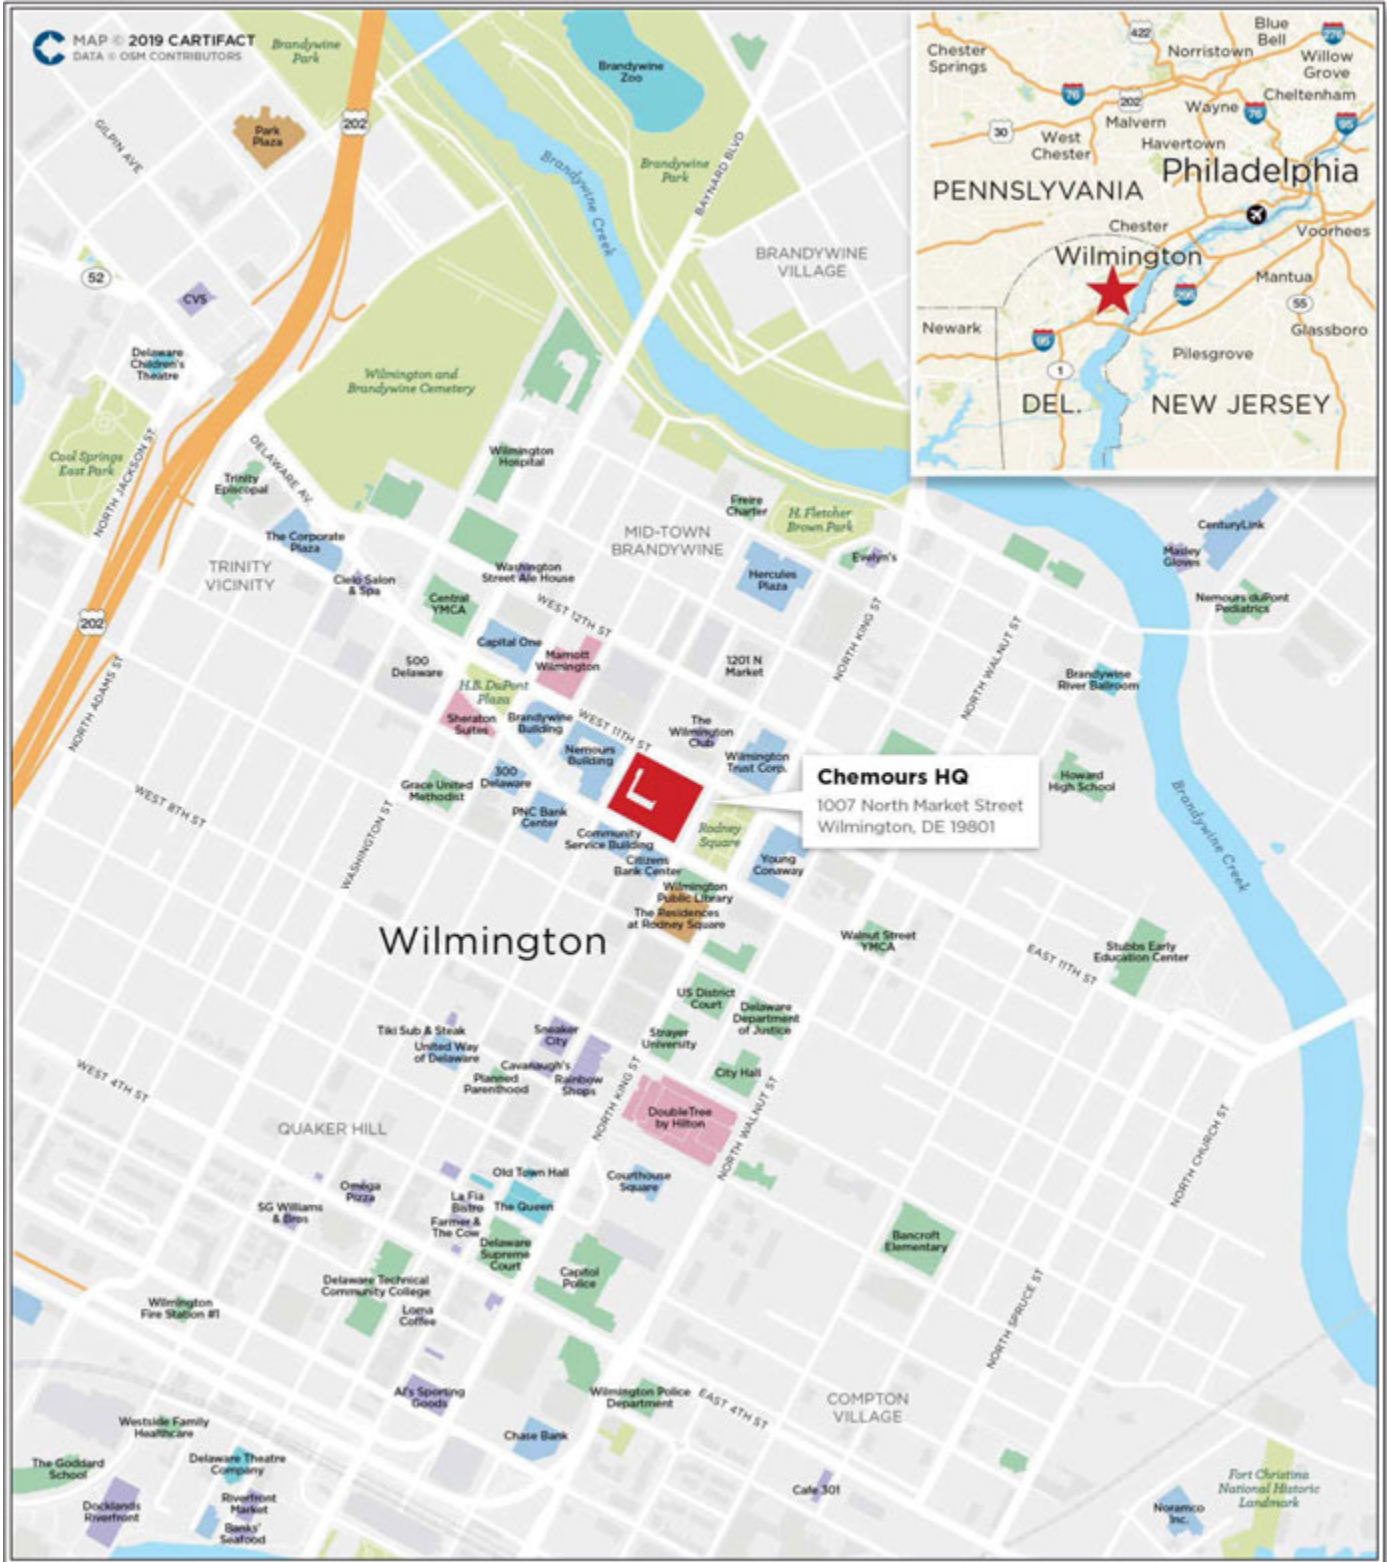 MAP © 2019 CARTIFACT
DATA © OSM CONTRIBUTORS
Brandywine
Park
202
Park
Plaza
GILPIN AVE
Brandywine
Zoo
Brandywine
Park
BAYNARD BLVD
Brandywine Creek
BRANDYWINE
VILLAGE
52
CVS
Delaware
Children's
Theatre
Wilmington and
Brandywine Cemetery
Cool Springs
East Park
NORTH JACKSON ST.
DELAWARE AV.
Trinity
Episcopal
Wilmington
Hospital
The Corporate
Plaza
TRINITY
VICINITY
Cielo Salon
& Spa
Washington
Street Ale House
Central
YMCA
MID-TOWN
BRANDYWINE
Freire
Charter
H. Fletcher
Brown Park
Evelyn's
Hercules
Plaza
CenturyLink
Masley
Gloves
Nemours duPont
Pediatrics
202
NORTH ADAMS ST
WEST 12TH ST
Capital One
Marriott
Wilmington
500
Delaware
H.B. DuPont
Plaza
1201 N
Market
NORTH KING ST
NORTH WALNUT ST
Brandywine
River Ballroom
Sheraton
Suites
Brandywine
Building
WEST 11TH ST
Nemours
Building
The
Wilmington
Club
Wilmington
Trust Corp.
Chemours HQ
1007 North Market Street
Wilmington, DE 19801
Howard
High School
Brandywine Creek
Grace United
Methodist
300
Delaware
PNC Bank
Center
WEST 8TH ST
WASHINGTON ST
Community
Service Building
Citizens
Bank Center
Rodney
Square
Young
Conaway
Wilmington
Public Library
The Residences
at Rodney Square
Wilmington
Walnut Street
YMCA
EAST 11TH ST
Stubbs Early
Education Center
US District
Court
Delaware
Department
of Justice
Strayer
University
City Hall
Tiki Sub & Steak
United Way
of Delaware
Sneaker
City
Cavanaugh's
Planned
Parenthood
Rainbow
Shops
NORTH KING ST
DoubleTree
by Hilton
NORTH WALNUT ST
WEST 4TH ST
QUAKER HILL
Old Town Hall
Courthouse
Square
Omega
Pizza
SG Williams
& Bros
La Fia
Bistro
The Queen
Farmer &
The Cow
Delaware
Supreme
Court
Capitol
Police
Bancroft
Elementary
NORTH CHURCH ST
NORTH SPRUCE ST
Delaware Technical
Community College
Loma
Coffee
Wilmington
Fire Station #1
Al's Sporting
Goods
Wilmington Police
Department
EAST 4TH ST
COMPTON
VILLAGE
Chase Bank
Westside Family
Healthcare
The Goddard
School
Delaware Theatre
Company
Docklands
Riverfront
Riverfront
Market
Banks'
Seafood
Cafe 301
Noramco
Inc.
Fort Christina
National Historic
Landmark
422
Blue
Bell
276
Chester
Springs
Norristown
Willow
Grove
76
202
Wayne
76
Cheltenham
95
30
Malvern
West
Chester
Havertown
Philadelphia
PENNSLYVANIA
Chester
Voorhees
Wilmington
295
Mantua
55
Newark
95
Glassboro
1
Pilesgrove
DEL.
NEW JERSEY